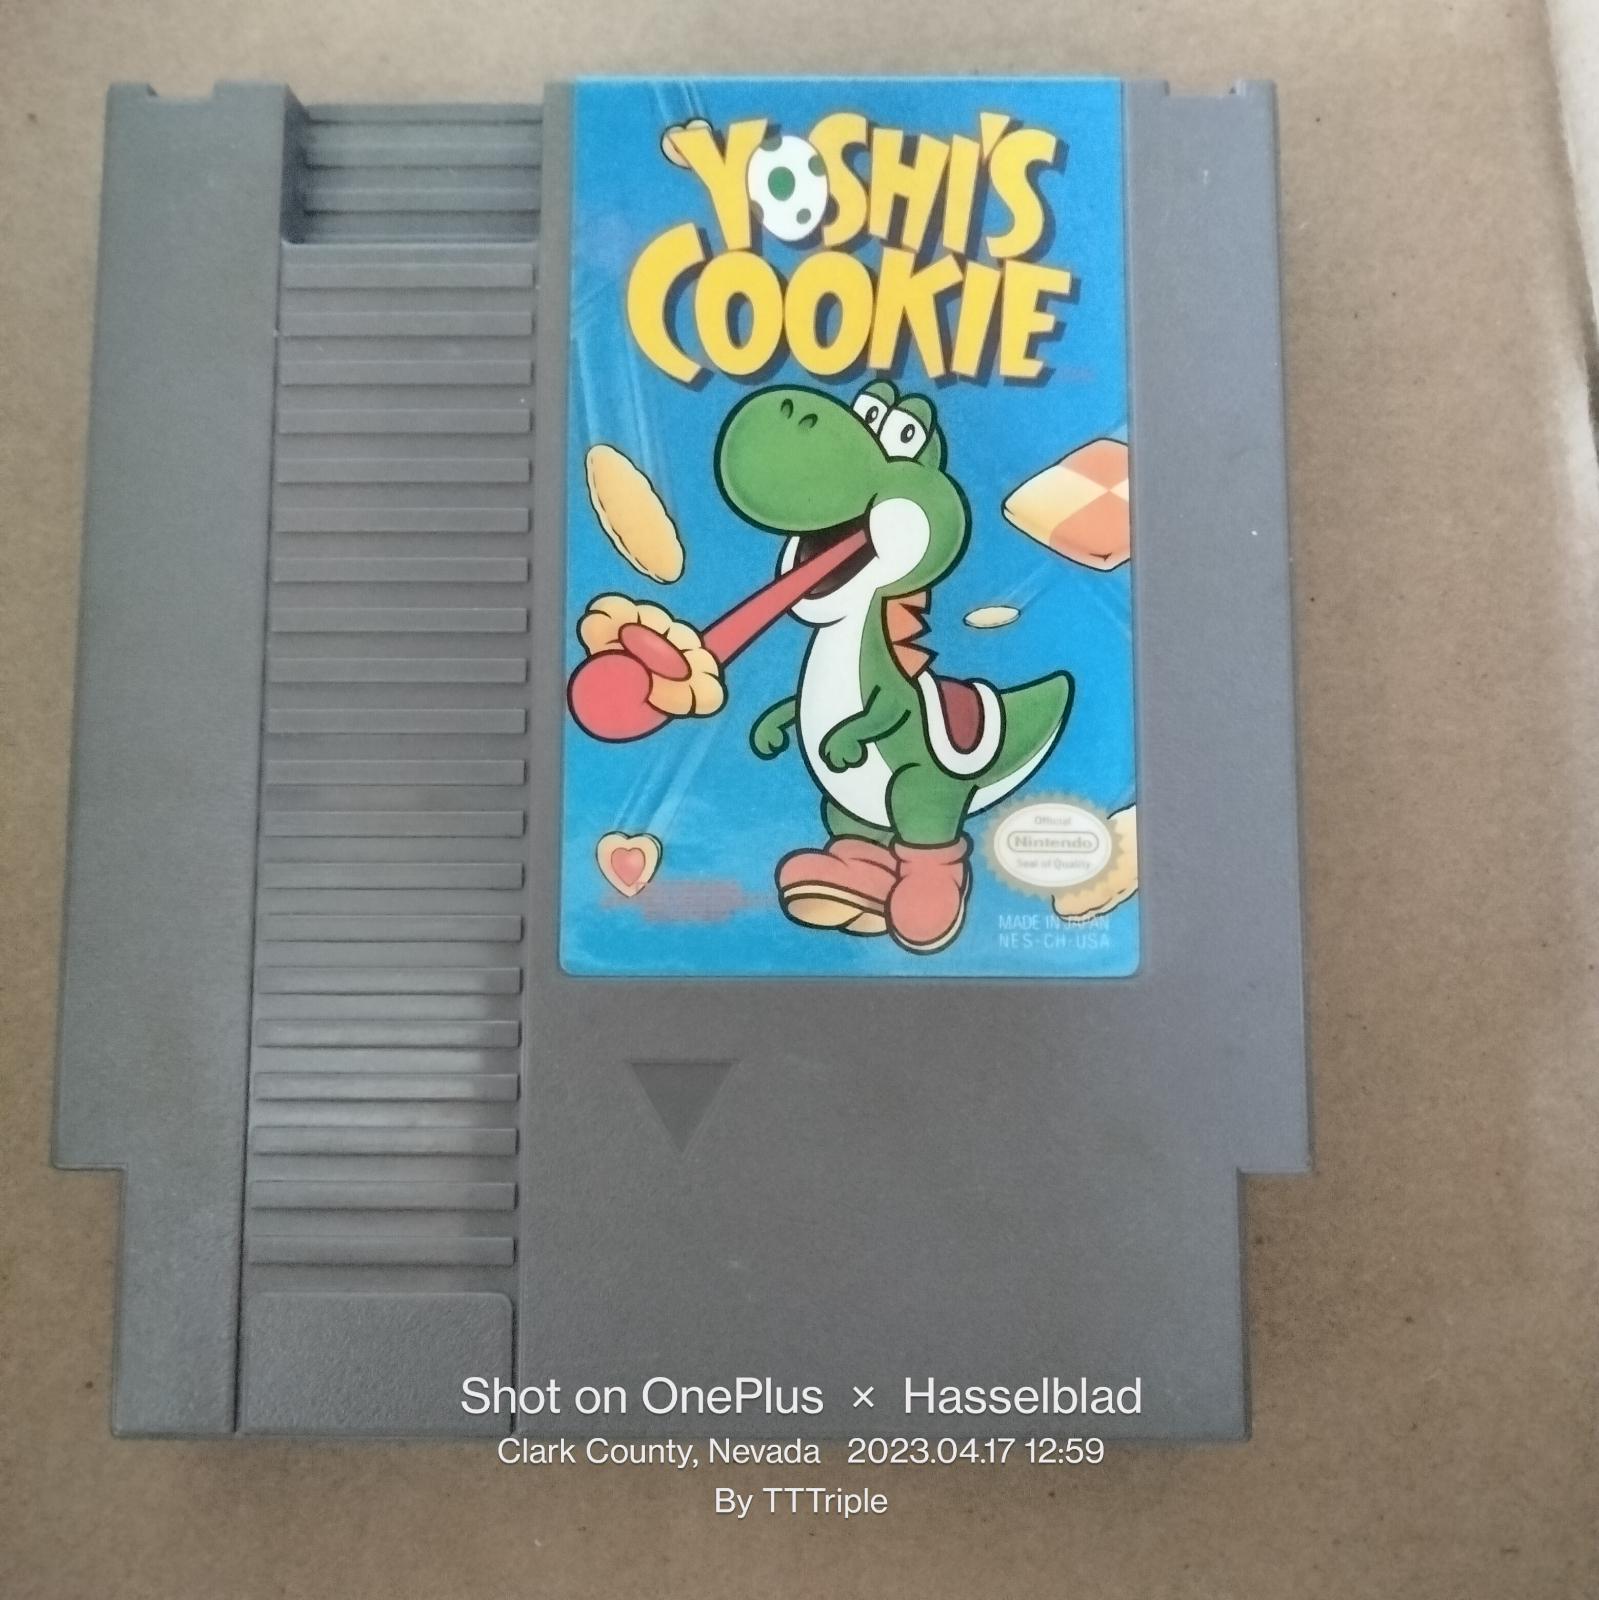 YOSHI'S
COOKIE
Official
Nintendo
Seal of Quality
MADE IN JAPAN
NES-CH-USA
Shot on OnePlus × Hasselblad
Clark County, Nevada 2023.04.17 12:59
By TTTriple